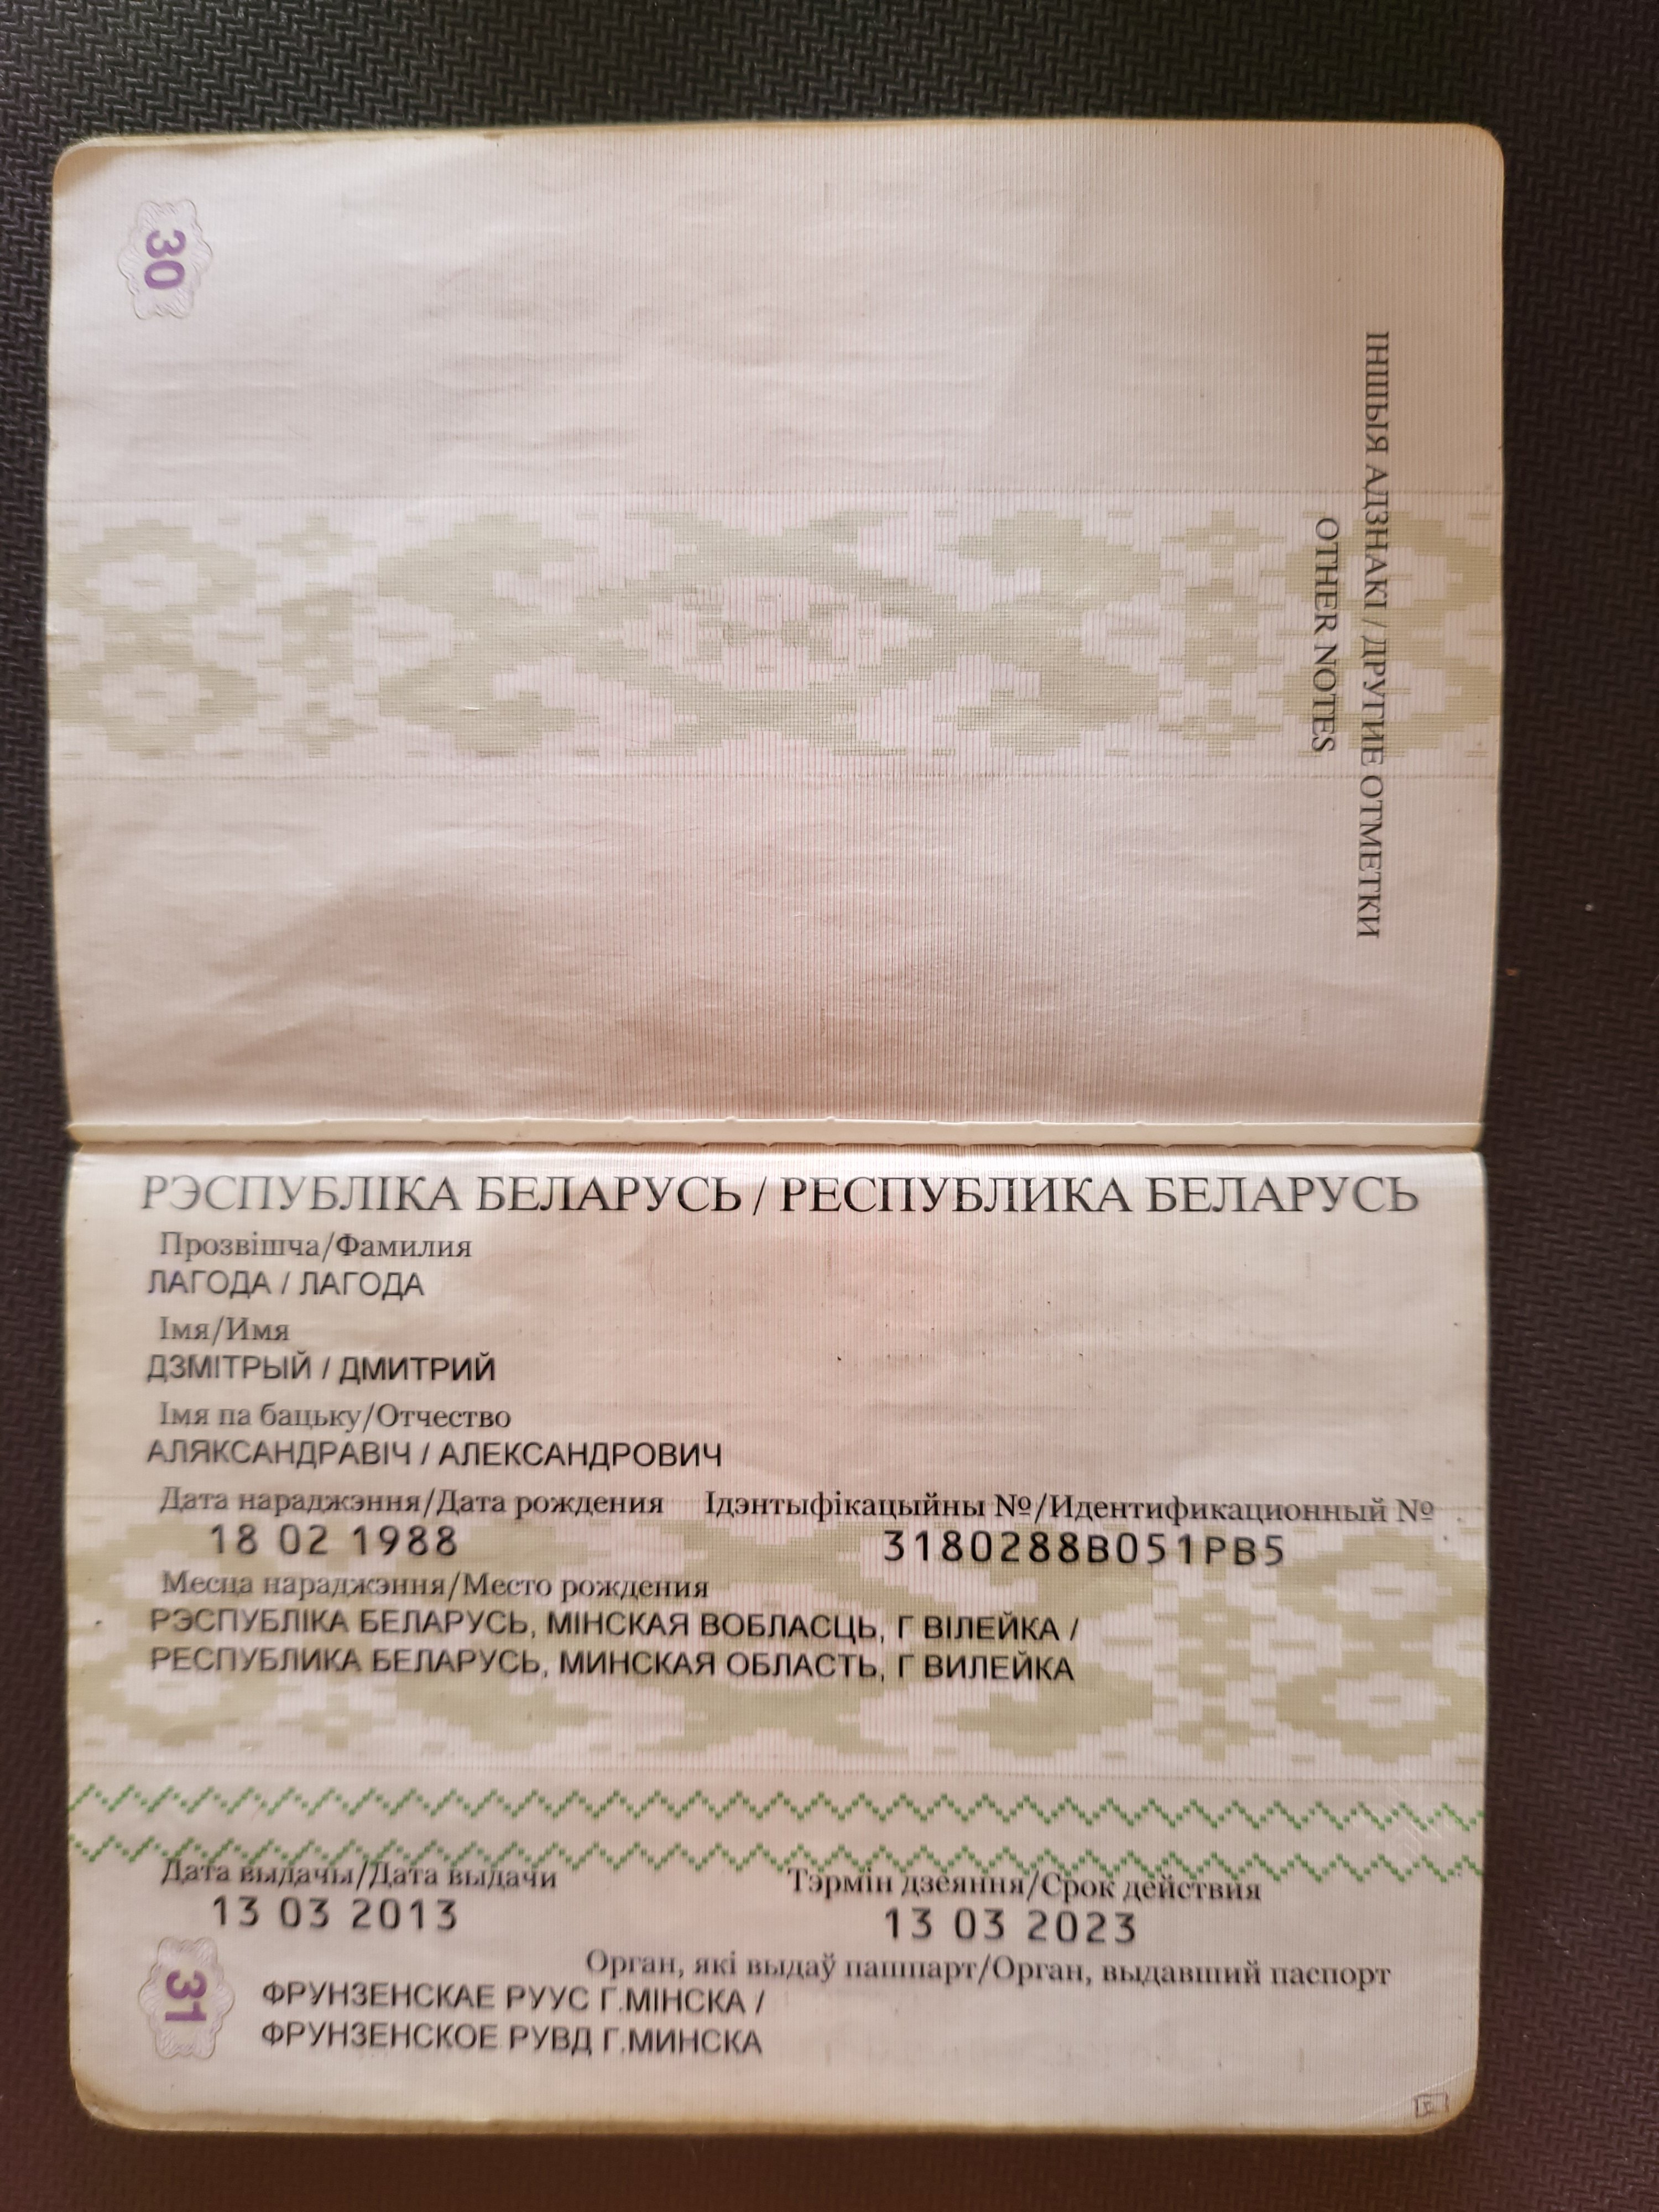 30
ІНШЫЯ АДЗНАКІ / ДРУГИЕ ОТМЕТКИ
OTHER NOTES
РЭСПУБЛІКА БЕЛАРУСЬ / РЕСПУБЛИКА БЕЛАРУСЬ
Прозвішча/Фамилия
ЛАГОДА / ЛАГОДА
Імя/Имя
ДЗМІТРЫЙ / ДМИТРИЙ
Імя па бацьку/Отчество
АЛЯКСАНДРАВІЧ / АЛЕКСАНДРОВИЧ
Дата нараджэння/Дата рождения Ідэнтыфікацыйны №/Идентификационный №
18 02 1988 3180288B051PB5
Месца нараджэння/Место рождения
РЭСПУБЛІКА БЕЛАРУСЬ, МІНСКАЯ ВОБЛАСЦЬ, Г ВІЛЕЙКА /
РЕСПУБЛИКА БЕЛАРУСЬ, МИНСКАЯ ОБЛАСТЬ, Г ВИЛЕЙКА
Дата выдачы/Дата выдачи Тэрмін дзеяння/Срок действия
13 03 2013 13 03 2023
Орган, які выдаў пашпарт/Орган, выдавший паспорт
ФРУНЗЕНСКАЕ РУУС Г.МІНСКА /
ФРУНЗЕНСКОЕ РУВД Г.МИНСКА
31